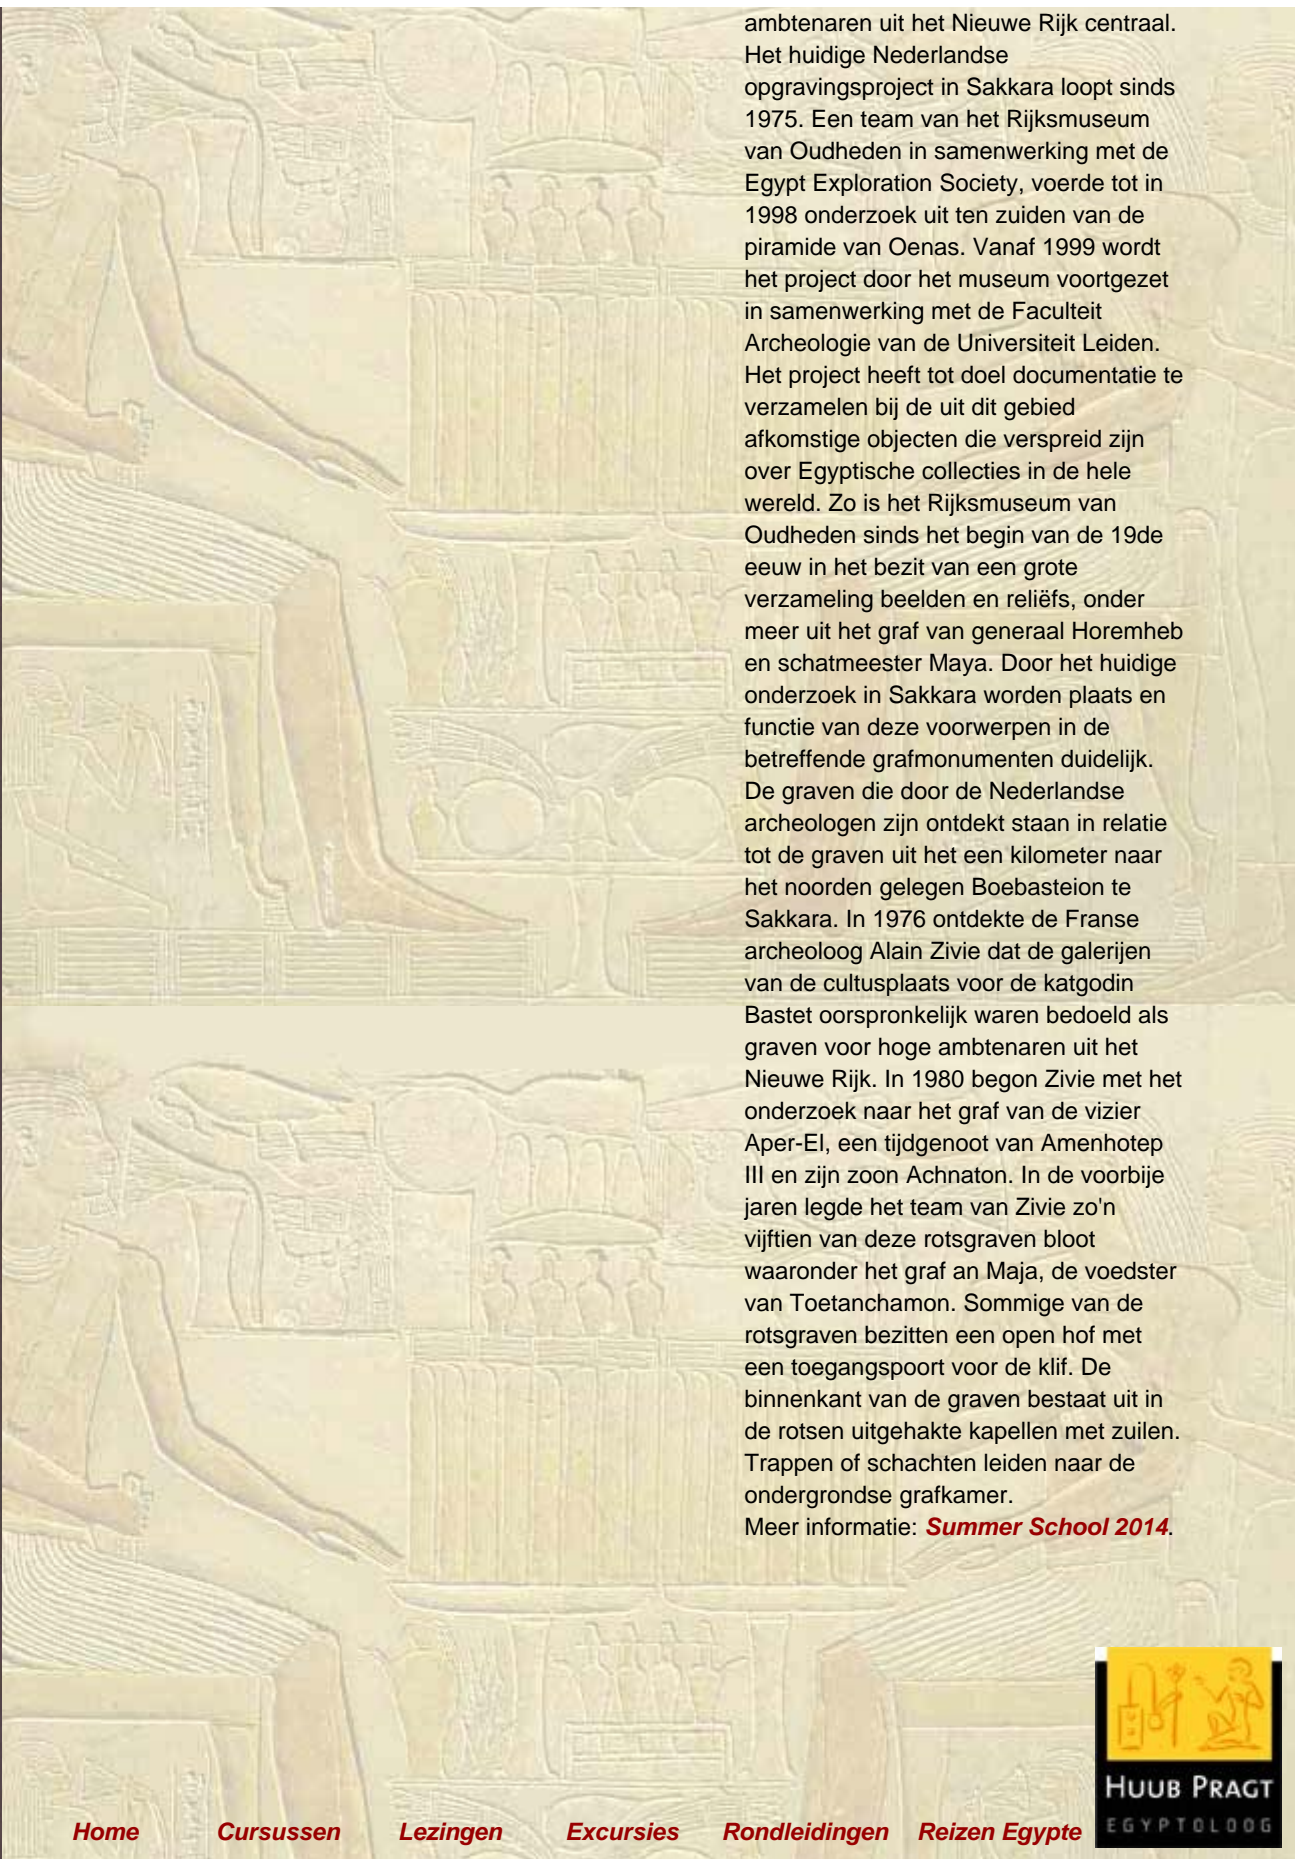 ambtenaren uit het Nieuwe Rijk centraal.
Het huidige Nederlandse
opgravingsproject in Sakkara loopt sinds
1975. Een team van het Rijksmuseum
van Oudheden in samenwerking met de
Egypt Exploration Society, voerde tot in
1998 onderzoek uit ten zuiden van de
piramide van Oenas. Vanaf 1999 wordt
het project door het museum voortgezet
in samenwerking met de Faculteit
Archeologie van de Universiteit Leiden.
Het project heeft tot doel documentatie te
verzamelen bij de uit dit gebied
afkomstige objecten die verspreid zijn
over Egyptische collecties in de hele
wereld. Zo is het Rijksmuseum van
Oudheden sinds het begin van de 19de
eeuw in het bezit van een grote
verzameling beelden en reliëfs, onder
meer uit het graf van generaal Horemheb
en schatmeester Maya. Door het huidige
onderzoek in Sakkara worden plaats en
functie van deze voorwerpen in de
betreffende grafmonumenten duidelijk.
De graven die door de Nederlandse
archeologen zijn ontdekt staan in relatie
tot de graven uit het een kilometer naar
het noorden gelegen Boebasteion te
Sakkara. In 1976 ontdekte de Franse
archeoloog Alain Zivie dat de galerijen
van de cultusplaats voor de katgodin
Bastet oorspronkelijk waren bedoeld als
graven voor hoge ambtenaren uit het
Nieuwe Rijk. In 1980 begon Zivie met het
onderzoek naar het graf van de vizier
Aper-El, een tijdgenoot van Amenhotep
III en zijn zoon Achnaton. In de voorbije
jaren legde het team van Zivie zo'n
vijftien van deze rotsgraven bloot
waaronder het graf an Maja, de voedster
van Toetanchamon. Sommige van de
rotsgraven bezitten een open hof met
een toegangspoort voor de klif. De
binnenkant van de graven bestaat uit in
de rotsen uitgehakte kapellen met zuilen.
Trappen of schachten leiden naar de
ondergrondse grafkamer.
Meer informatie: Summer School 2014.
HUUB PRAGT
EGYPTOLOOG
Home Cursussen Lezingen Excursies Rondleidingen Reizen Egypte